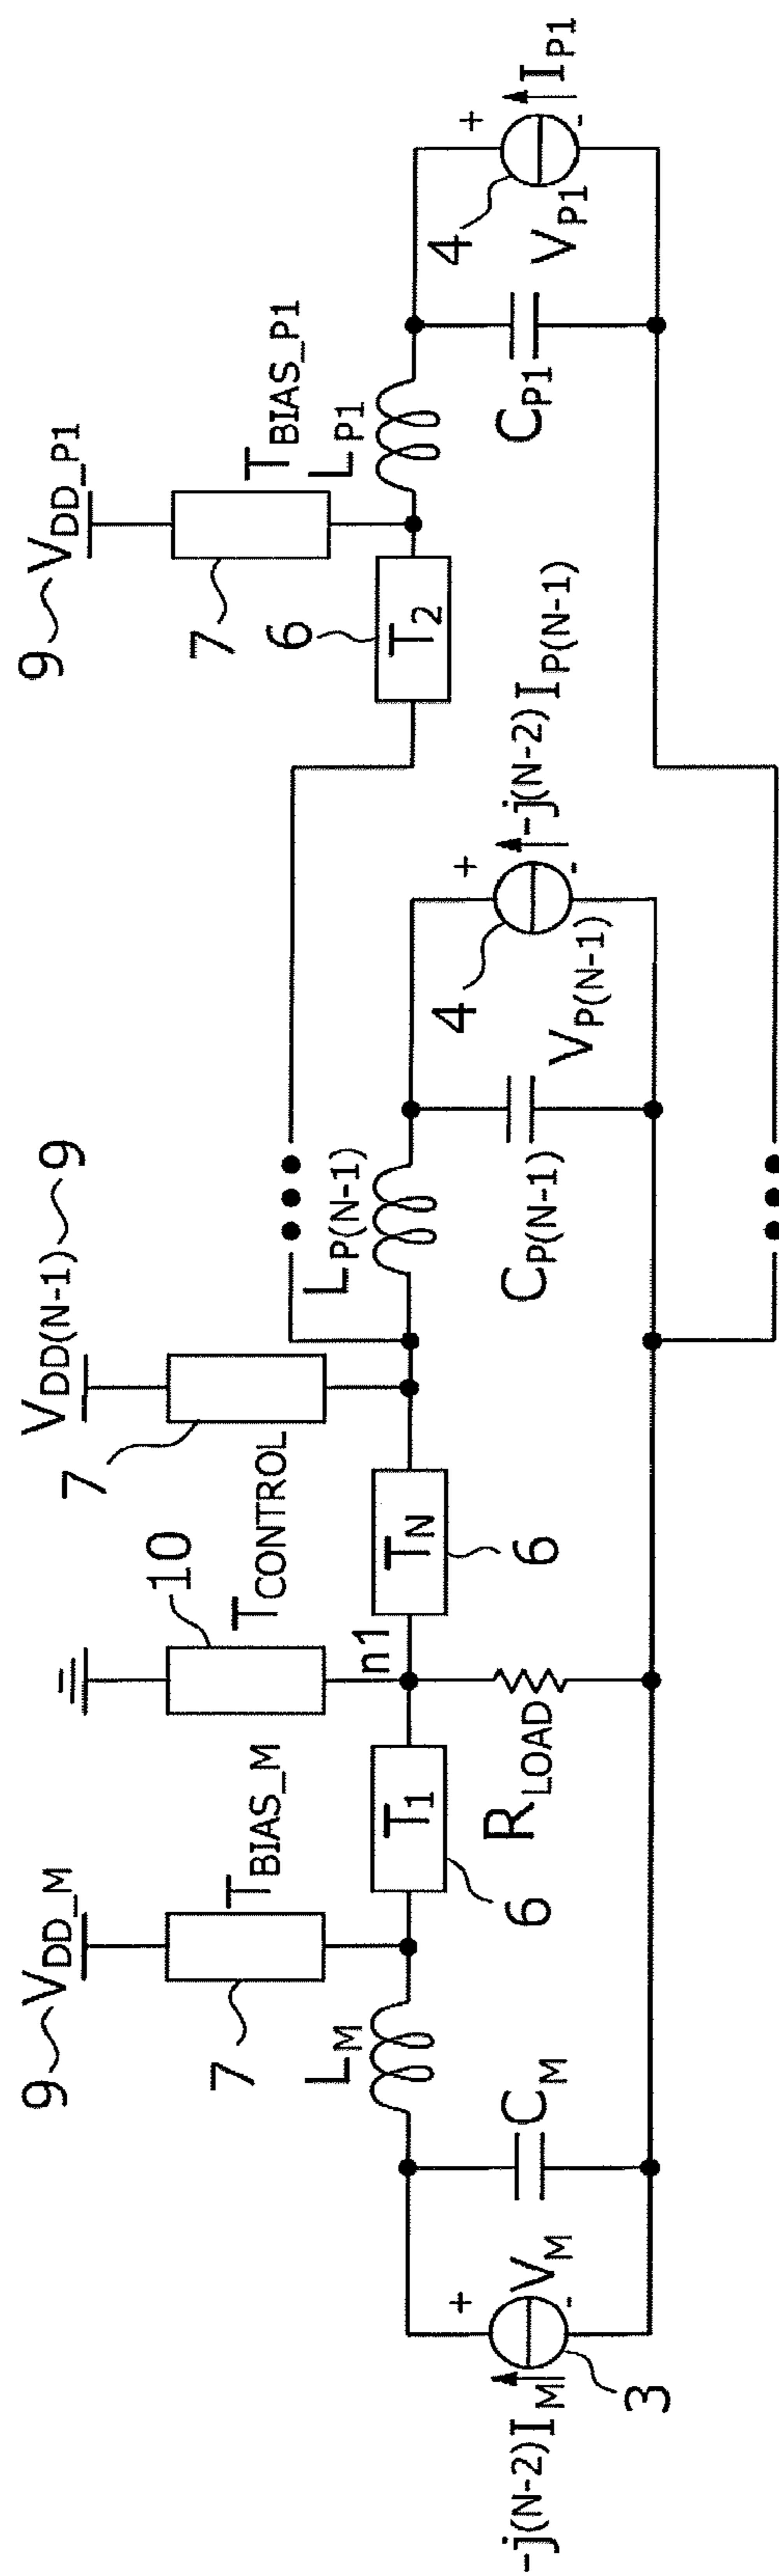 9 V_DD_M
9 V_DD_P1
V_DD(N-1) 9
7
T_BIAS_M
10
T_CONTROL
7
7
T_BIAS_P1
L_M
T_1
6
n1
T_N
6
L_P(N-1)
6
T_2
L_P1
-j(N-2)I_M
3
+
V_M
-
C_M
R_LOAD
C_P(N-1)
4
+
V_P(N-1)
-
-j(N-2)I_P(N-1)
C_P1
4
+
V_P1
-
I_P1